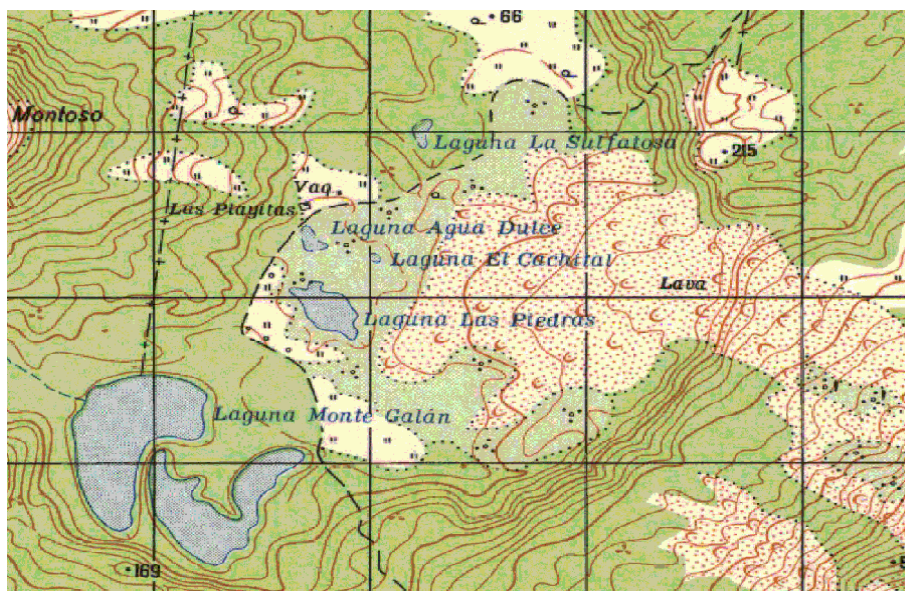 66
Montoso
Laguna La Sulfatosa
215
Vaq
Las Playitas
Laguna Agua Dulce
Laguna El Cachital
Lava
Laguna Las Piedras
Laguna Monte Galán
169